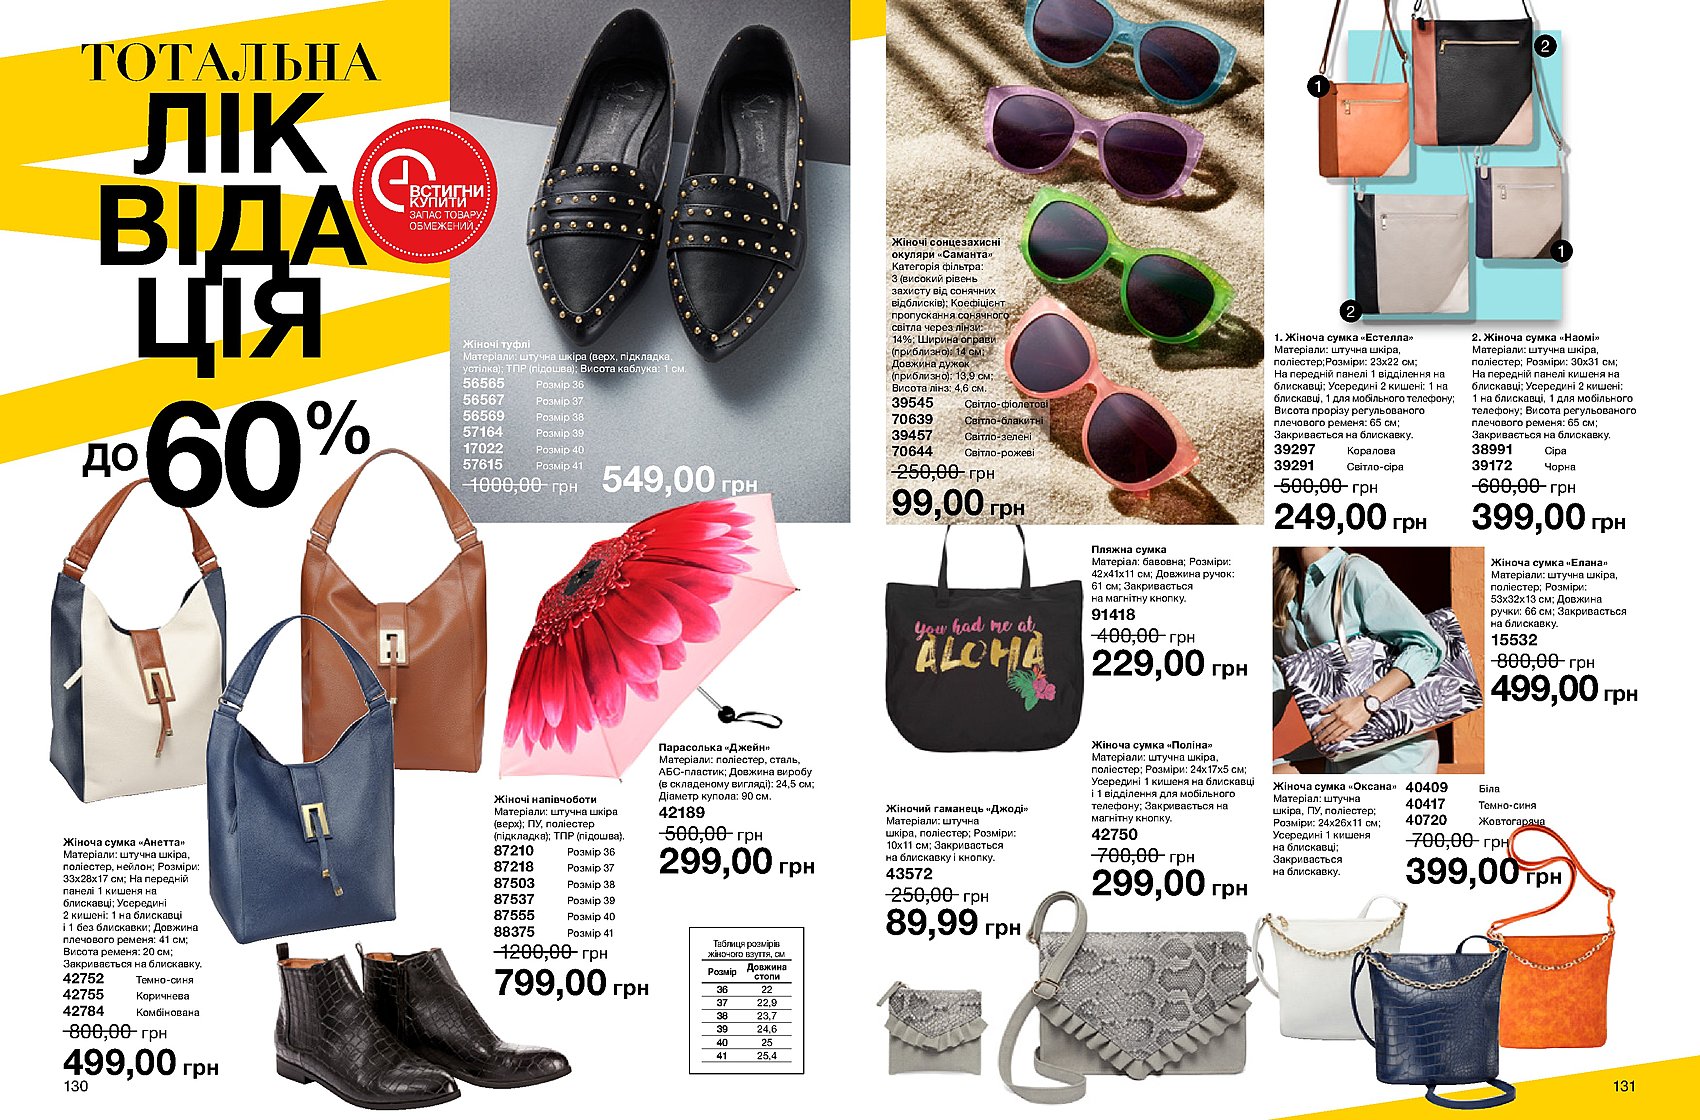 ТОТАЛЬНА
ЛІК
ВІДА
ЦІЯ
до 60%
ВСТИГНИ
КУПИТИ
ЗАПАС ТОВАРУ
ОБМЕЖЕНИЙ
Жіночі туфлі
Матеріали: штучна шкіра (верх, підкладка,
устілка); ТПР (підошва); Висота каблука: 1 см.
56565 Розмір 36
56567 Розмір 37
56569 Розмір 38
57164 Розмір 39
17022 Розмір 40
57615 Розмір 41
1000,00 грн 549,00 грн
Жіноча сумка «Анетта»
Матеріали: штучна шкіра,
поліестер, нейлон; Розміри:
33x28x17 см; На передній
панелі 1 кишеня на
блискавці; Усередині
2 кишені: 1 на блискавці
і 1 без блискавки; Довжина
плечового ременя: 41 см;
Висота ременя: 20 см;
Закривається на блискавку.
42752 Темно-синя
42755 Коричнева
42784 Комбінована
800,00 грн
499,00 грн
130
Жіночі напівчоботи
Матеріали: штучна шкіра
(верх); ПУ, поліестер
(підкладка); ТПР (підошва).
87210 Розмір 36
87218 Розмір 37
87503 Розмір 38
87537 Розмір 39
87555 Розмір 40
88375 Розмір 41
1200,00 грн
799,00 грн
Парасолька «Джейн»
Матеріали: поліестер, сталь,
АБС-пластик; Довжина виробу
(в складеному вигляді): 24,5 см;
Діаметр купола: 90 см.
42189
500,00 грн
299,00 грн
Таблиця розмірів
жіночого взуття, см
Розмір Довжина стопи
36 22
37 22,9
38 23,7
39 24,6
40 25
41 25,4
Жіночі сонцезахисні
окуляри «Саманта»
Категорія фільтра:
3 (високий рівень
захисту від сонячних
відблисків); Коефіцієнт
пропускання сонячного
світла через лінзи:
14%; Ширина оправи
(приблизно): 14 см;
Довжина дужок
(приблизно): 13,9 см;
Висота лінз: 4,6 см.
39545 Світло-фіолетові
70639 Світло-блакитні
39457 Світло-зелені
70644 Світло-рожеві
250,00 грн
99,00 грн
1
2
1
2
1. Жіноча сумка «Естелла»
Матеріали: штучна шкіра,
поліестер;Розміри: 23x22 см;
На передній панелі 1 відділення на
блискавці; Усередині 2 кишені: 1 на
блискавці, 1 для мобільного телефону;
Висота прорізу регульованого
плечового ременя: 65 см;
Закривається на блискавку.
39297 Коралова
39291 Світло-сіра
500,00 грн
249,00 грн
2. Жіноча сумка «Наомі»
Матеріали: штучна шкіра,
поліестер; Розміри: 30x31 см;
На передній панелі кишеня на
блискавці; Усередині 2 кишені:
1 на блискавці, 1 для мобільного
телефону; Висота регульованого
плечового ременя: 65 см;
Закривається на блискавку.
38991 Сіра
39172 Чорна
600,00 грн
399,00 грн
you had me at
ALOHA
Пляжна сумка
Матеріал: бавовна; Розміри:
42x41x11 см; Довжина ручок:
61 см; Закривається
на магнітну кнопку.
91418
400,00 грн
229,00 грн
Жіноча сумка «Елана»
Матеріали: штучна шкіра,
поліестер; Розміри:
53x32x13 см; Довжина
ручки: 66 см; Закривається
на блискавку.
15532
800,00 грн
499,00 грн
Жіночий гаманець «Джоді»
Матеріали: штучна
шкіра, поліестер; Розміри:
10x11 см; Закривається
на блискавку і кнопку.
43572
250,00 грн
89,99 грн
Жіноча сумка «Поліна»
Матеріали: штучна шкіра,
поліестер; Розміри: 24x17x5 см;
Усередині 1 кишеня на блискавці
і 1 відділення для мобільного
телефону; Закривається на
магнітну кнопку.
42750
700,00 грн
299,00 грн
Жіноча сумка «Оксана»
Матеріал: штучна
шкіра, ПУ, поліестер;
Розміри: 24x26x11 см;
Усередині 1 кишеня
на блискавці;
Закривається
на блискавку.
40409 Біла
40417 Темно-синя
40720 Жовтогаряча
700,00 грн
399,00 грн
131